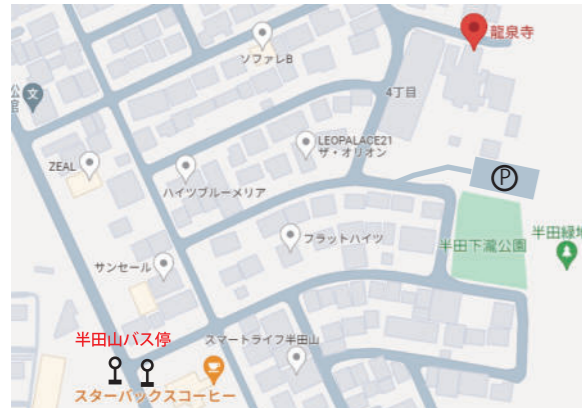 龍泉寺
ソファレB
4丁目
松
館
文
LEOPALACE21
ザ・オリオン
ZEAL
ハイツブルーメリア
P
フラットハイツ
半田下瀧公園
半田緑地
サンセール
半田山バス停
スマートライフ半田山
スターバックスコーヒー